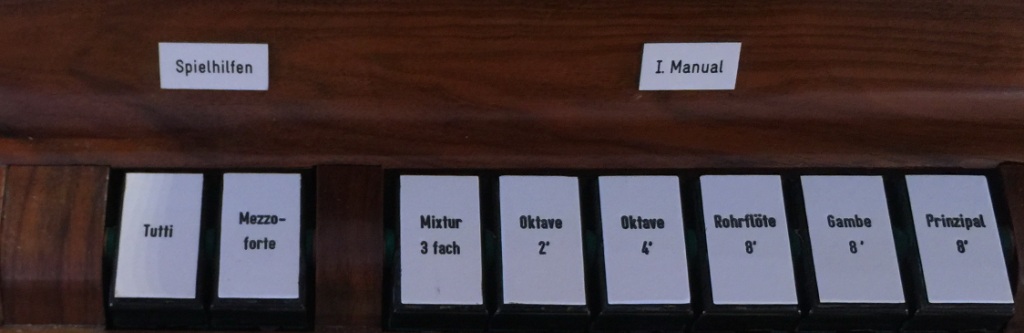 Spielhilfen
I. Manual
Tutti
Mezzo-
forte
Mixtur
3 fach
Oktave
2'
Oktave
4'
Rohrflöte
8'
Gambe
8'
Prinzipal
8'